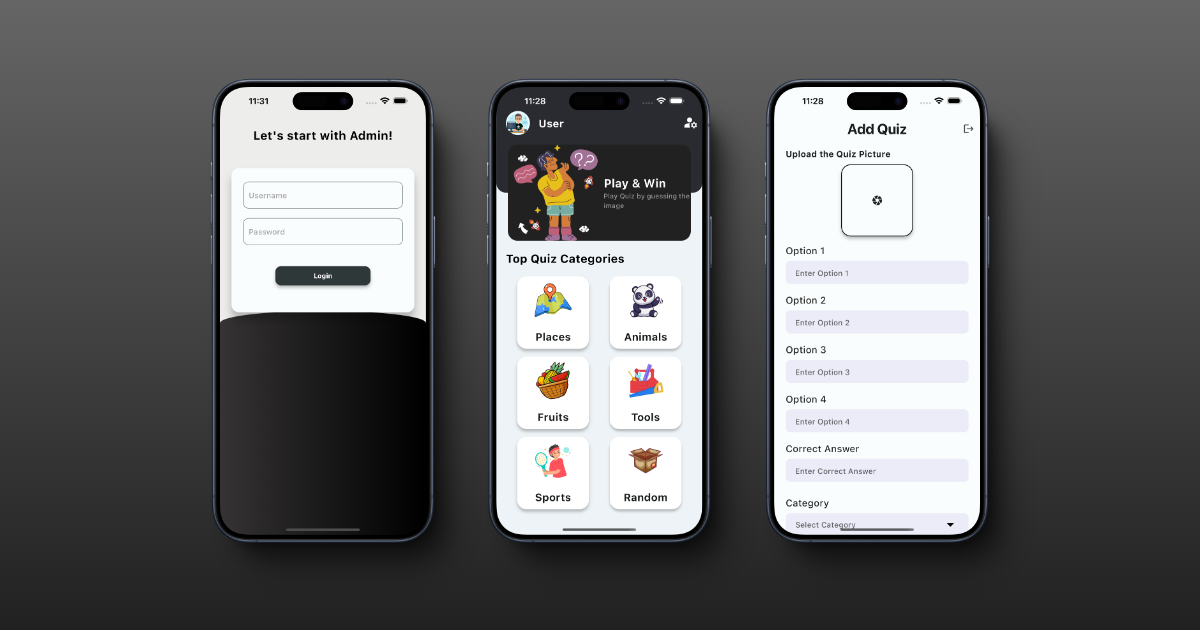 11:31
Let's start with Admin!
Username
Password
Login
11:28
User
Play & Win
Play Quiz by guessing the
image
Top Quiz Categories
Places
Animals
Fruits
Tools
Sports
Random
11:28
Add Quiz
Upload the Quiz Picture
Option 1
Enter Option 1
Option 2
Enter Option 2
Option 3
Enter Option 3
Option 4
Enter Option 4
Correct Answer
Enter Correct Answer
Category
Select Category